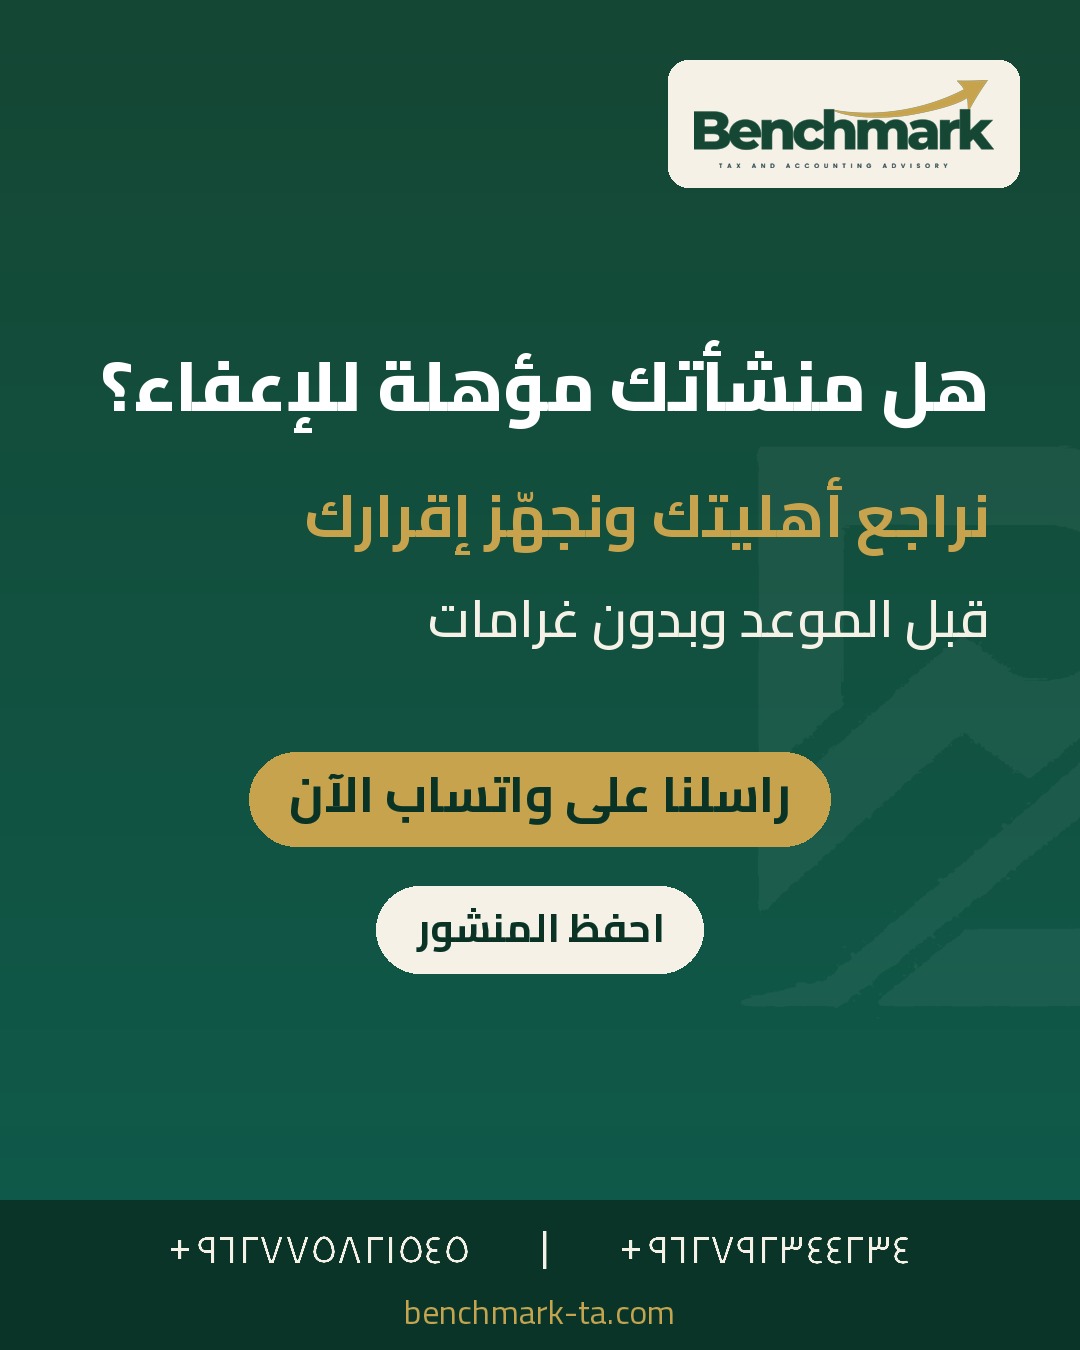 Benchmark
TAX AND ACCOUNTING ADVISORY
هل منشأتك مؤهلة للإعفاء؟
نراجع أهليتك ونجهّز إقرارك
قبل الموعد وبدون غرامات
راسلنا على واتساب الآن
احفظ المنشور
+٩٦٢٧٧٥٨٢١٥٤٥ | +٩٦٢٧٩٢٣٤٤٢٣٤
benchmark-ta.com